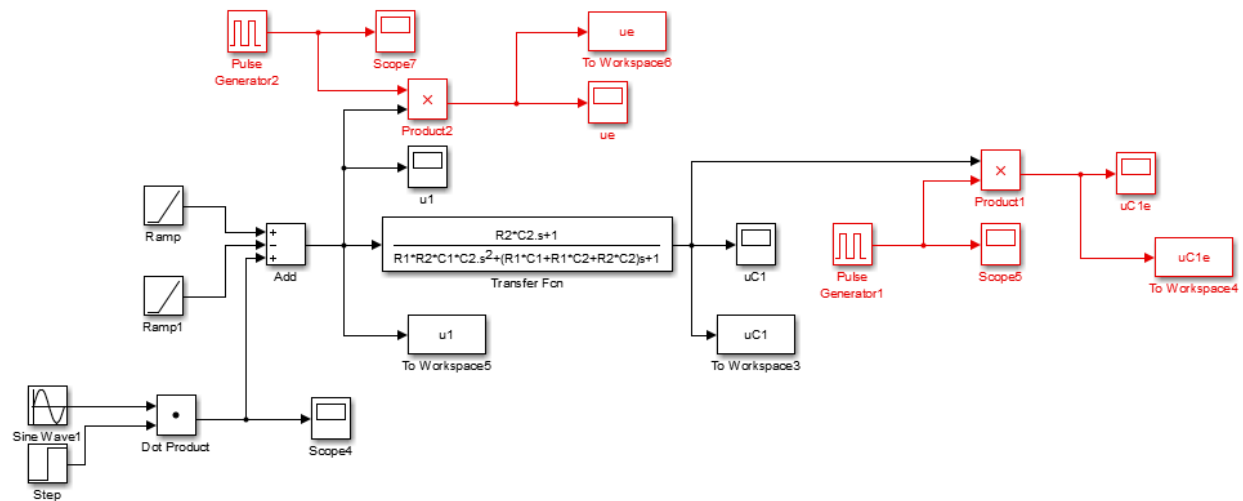 ue
Pulse
Generator2
Scope7
To Workspace6
×
Product2
ue
u1
×
Product1
uC1e
Ramp
+
−
+
Add
R2*C2.s+1
R1*R2*C1*C2.s²+(R1*C1+R1*C2+R2*C2)s+1
Transfer Fcn
uC1
Pulse
Generator1
Scope5
uC1e
To Workspace4
Ramp1
u1
To Workspace5
uC1
To Workspace3
Sine Wave1
Dot Product
Scope4
Step